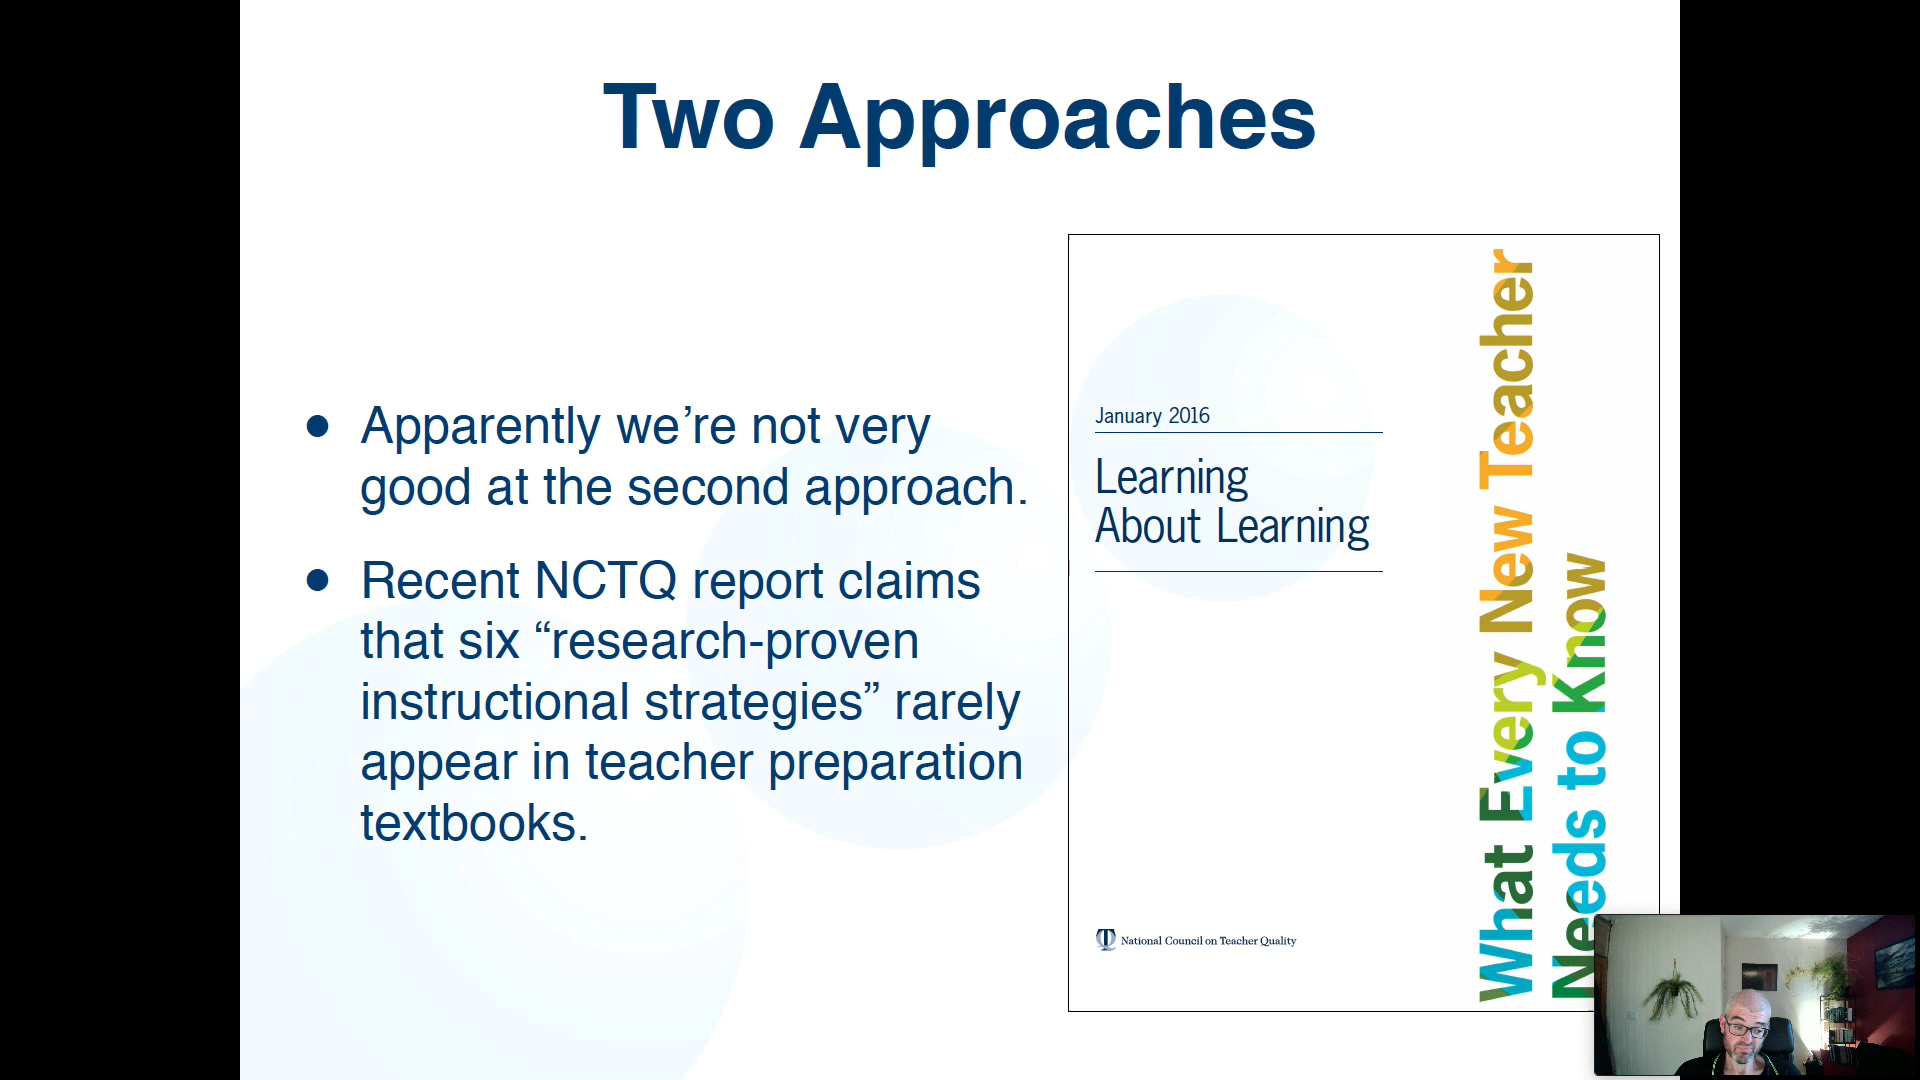 Two Approaches
● Apparently we’re not very
good at the second approach.
● Recent NCTQ report claims
that six “research-proven
instructional strategies” rarely
appear in teacher preparation
textbooks.
January 2016
Learning
About Learning
National Council on Teacher Quality
What Every New Teacher
Needs to Know